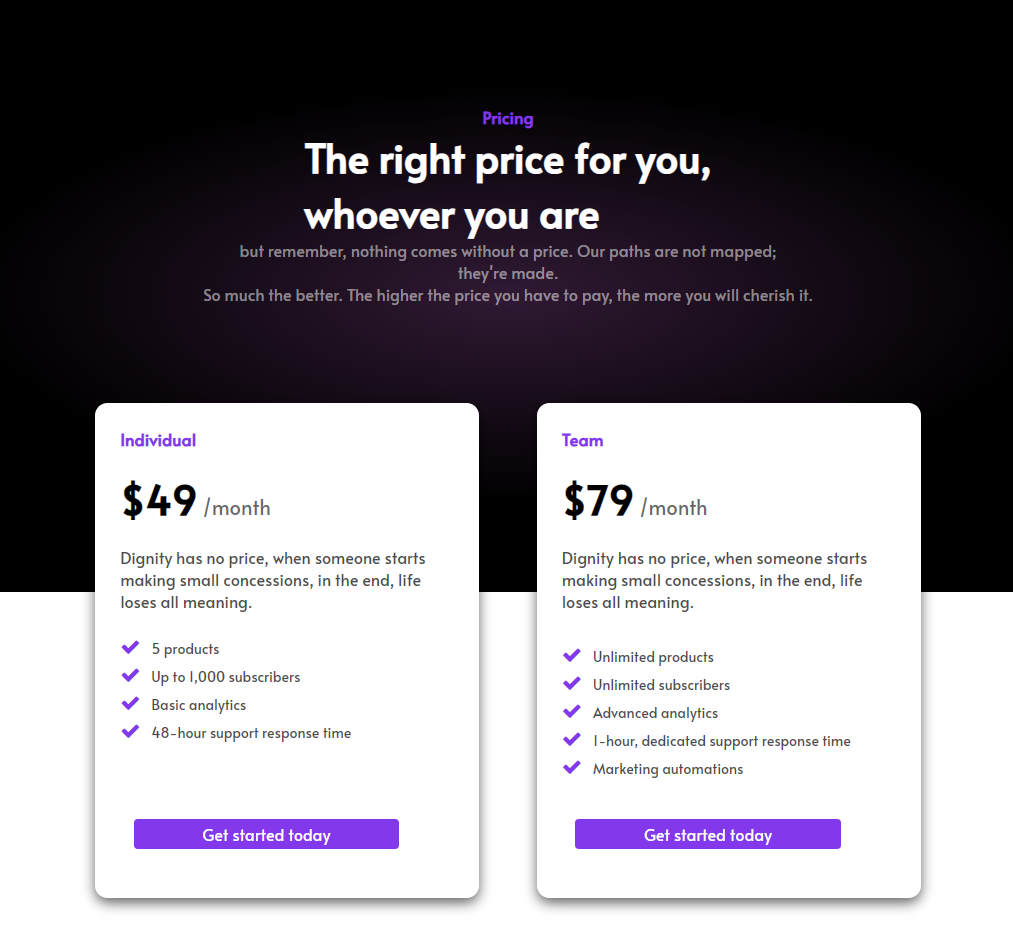 Pricing
The right price for you,
whoever you are
but remember, nothing comes without a price. Our paths are not mapped;
they're made.
So much the better. The higher the price you have to pay, the more you will cherish it.
Individual
$49 /month
Dignity has no price, when someone starts
making small concessions, in the end, life
loses all meaning.
5 products
Up to 1,000 subscribers
Basic analytics
48-hour support response time
Get started today
Team
$79 /month
Dignity has no price, when someone starts
making small concessions, in the end, life
loses all meaning.
Unlimited products
Unlimited subscribers
Advanced analytics
1-hour, dedicated support response time
Marketing automations
Get started today